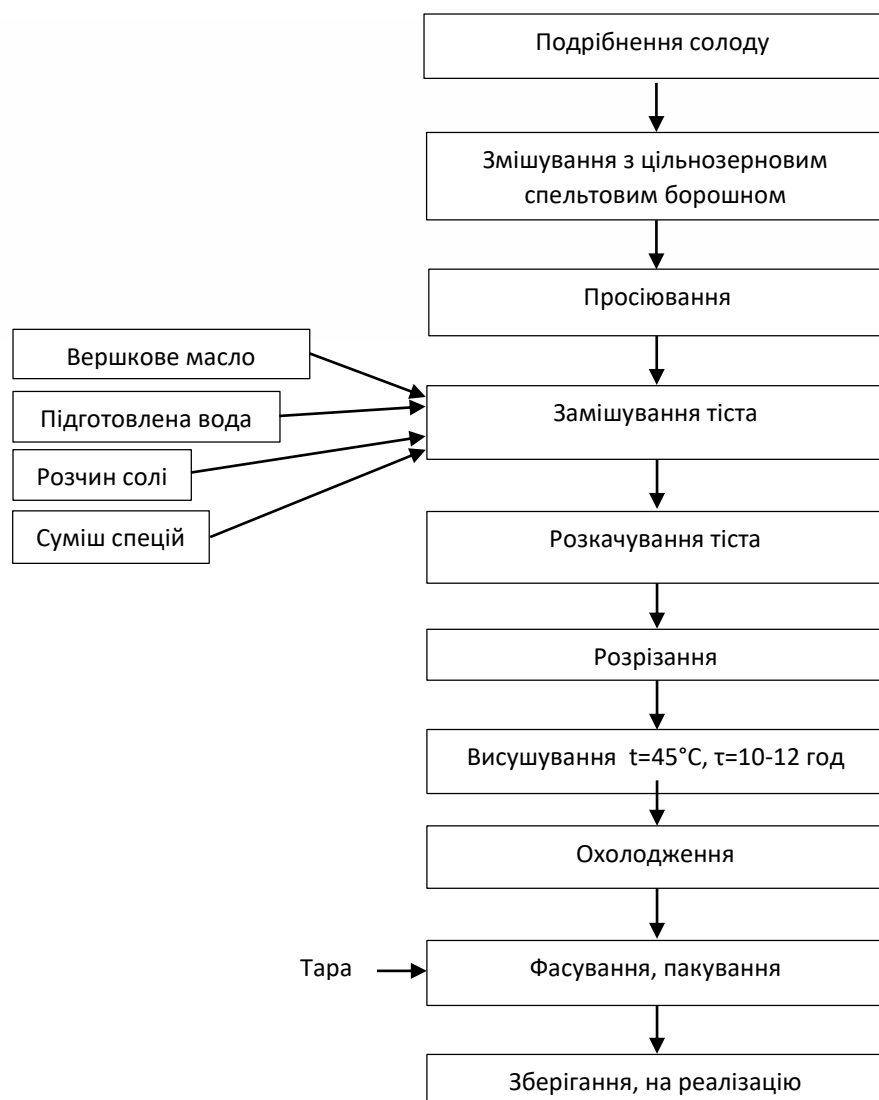 Подрібнення солоду
Змішування з цільнозерновим
спельтовим борошном
Просіювання
Вершкове масло
Підготовлена вода
Розчин солі
Суміш спецій
Замішування тіста
Розкачування тіста
Розрізання
Висушування t=45°C, τ=10-12 год
Охолодження
Тара
Фасування, пакування
Зберігання, на реалізацію